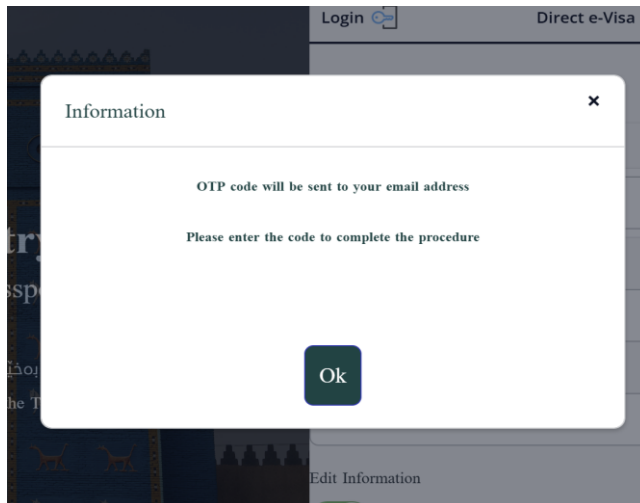 Login
Direct e-Visa
Information
×
OTP code will be sent to your email address
Please enter the code to complete the procedure
he T
Ok
Edit Information